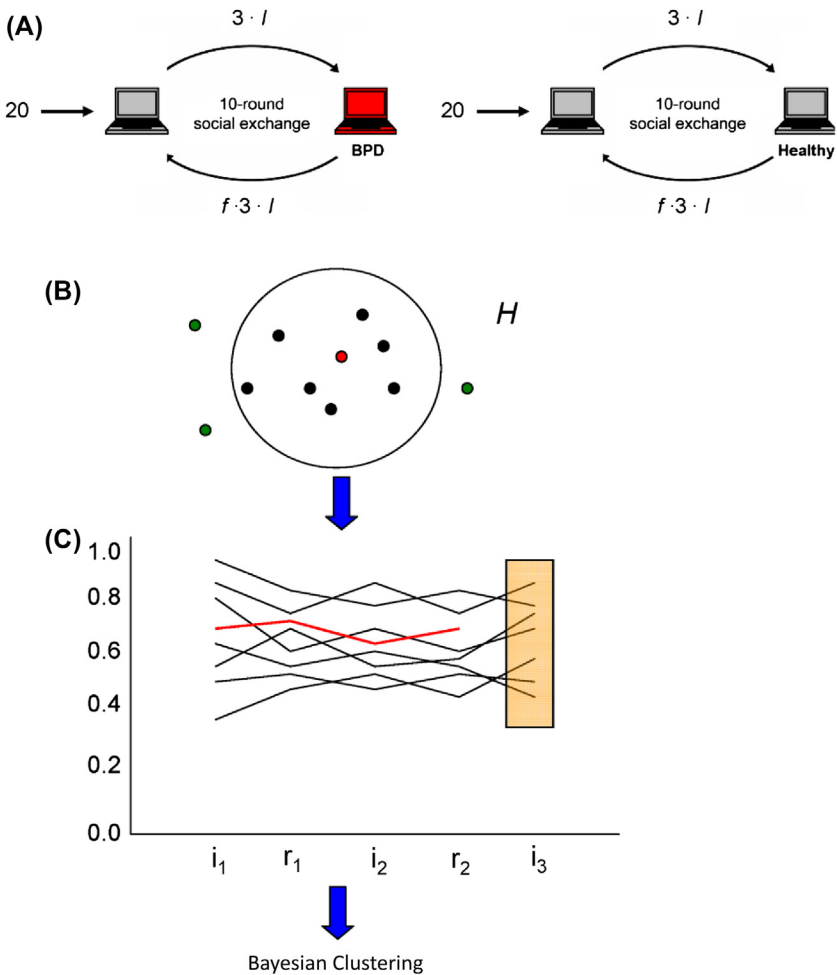 (A)
3 · I
3 · I
20
10-round
social exchange
BPD
20
10-round
social exchange
Healthy
f ·3 · I
f ·3 · I
(B)
H
(C)
1.0
0.8
0.6
0.4
0.2
0.0
i1 r1 i2 r2 i3
Bayesian Clustering